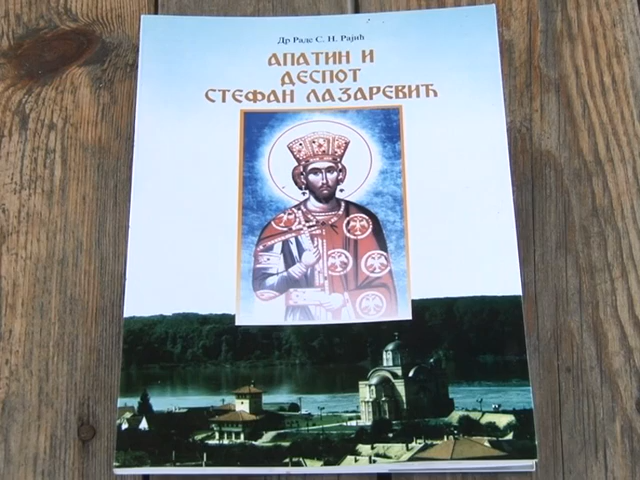 Др Раде С. Н. Рајић
АПАТИН И
ДЕСПОТ
СТЕФАН ЛАЗАРЕВИЋ